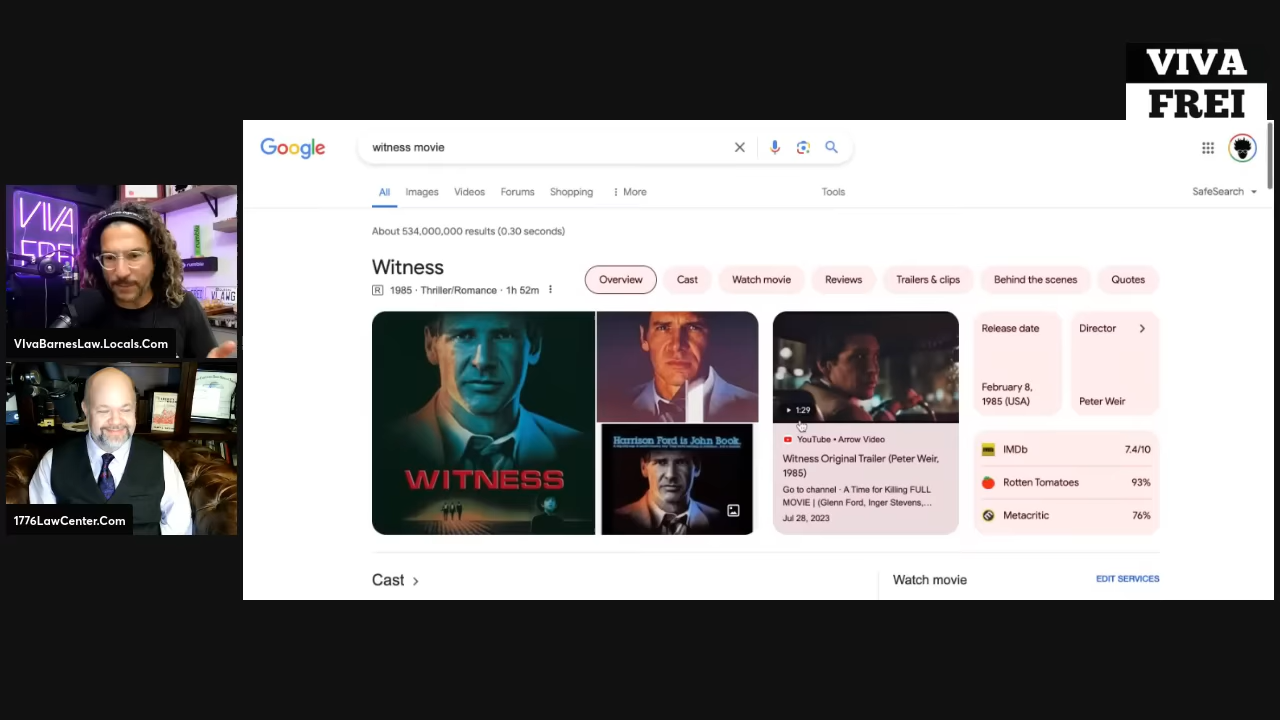 VIVA
FREI
Google
witness movie
All
Images
Videos
Forums
Shopping
More
Tools
SafeSearch
About 534,000,000 results (0.30 seconds)
Witness
R 1985 · Thriller/Romance · 1h 52m
Overview
Cast
Watch movie
Reviews
Trailers & clips
Behind the scenes
Quotes
WITNESS
Harrison Ford is John Book.
1:29
YouTube • Arrow Video
Witness Original Trailer (Peter Weir,
1985)
Go to channel · A Time for Killing FULL
MOVIE | (Glenn Ford, Inger Stevens,...
Jul 28, 2023
Release date
February 8,
1985 (USA)
Director
Peter Weir
IMDb 7.4/10
Rotten Tomatoes 93%
Metacritic 76%
Cast
Watch movie
EDIT SERVICES
VIVA
FREI
rumble
VIvaBarnesLaw.Locals.Com
1776LawCenter.Com